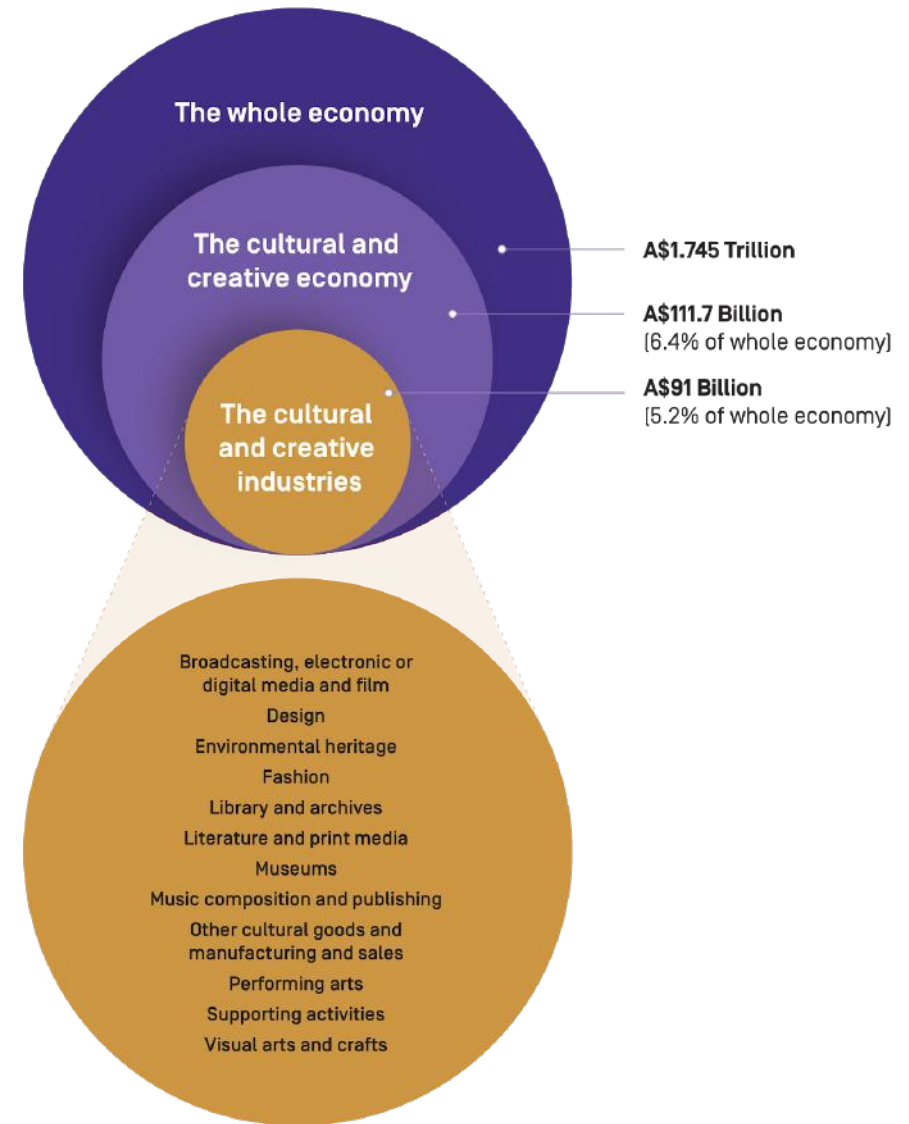 The whole economy
The cultural and
creative economy
The cultural
and creative
industries
A$1.745 Trillion
A$111.7 Billion
(6.4% of whole economy)
A$91 Billion
(5.2% of whole economy)
Broadcasting, electronic or
digital media and film
Design
Environmental heritage
Fashion
Library and archives
Literature and print media
Museums
Music composition and publishing
Other cultural goods and
manufacturing and sales
Performing arts
Supporting activities
Visual arts and crafts